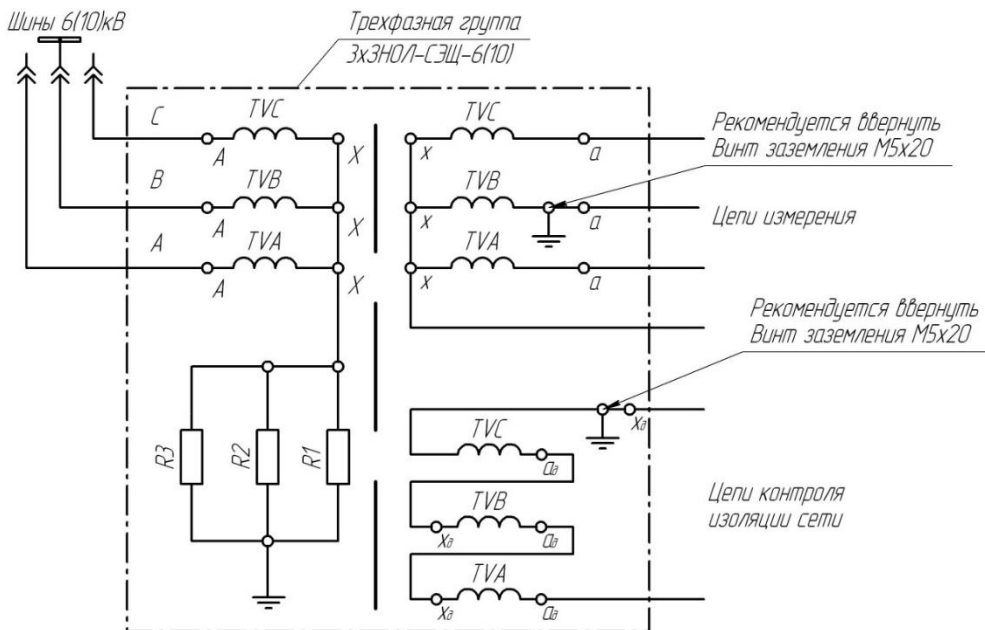 Шины 6(10)кВ
Трехфазная группа
3хЗНОЛ-СЭЩ-6(10)
C
TVC
A
X
B
TVB
A
X
A
TVA
A
X
TVC
x
a
TVB
x
a
TVA
x
a
Рекомендуется ввернуть
Винт заземления М5х20
Цепи измерения
Рекомендуется ввернуть
Винт заземления М5х20
R3
R2
R1
xд
TVC
aд
TVB
xд
aд
TVA
xд
aд
Цепи контроля
изоляции сети